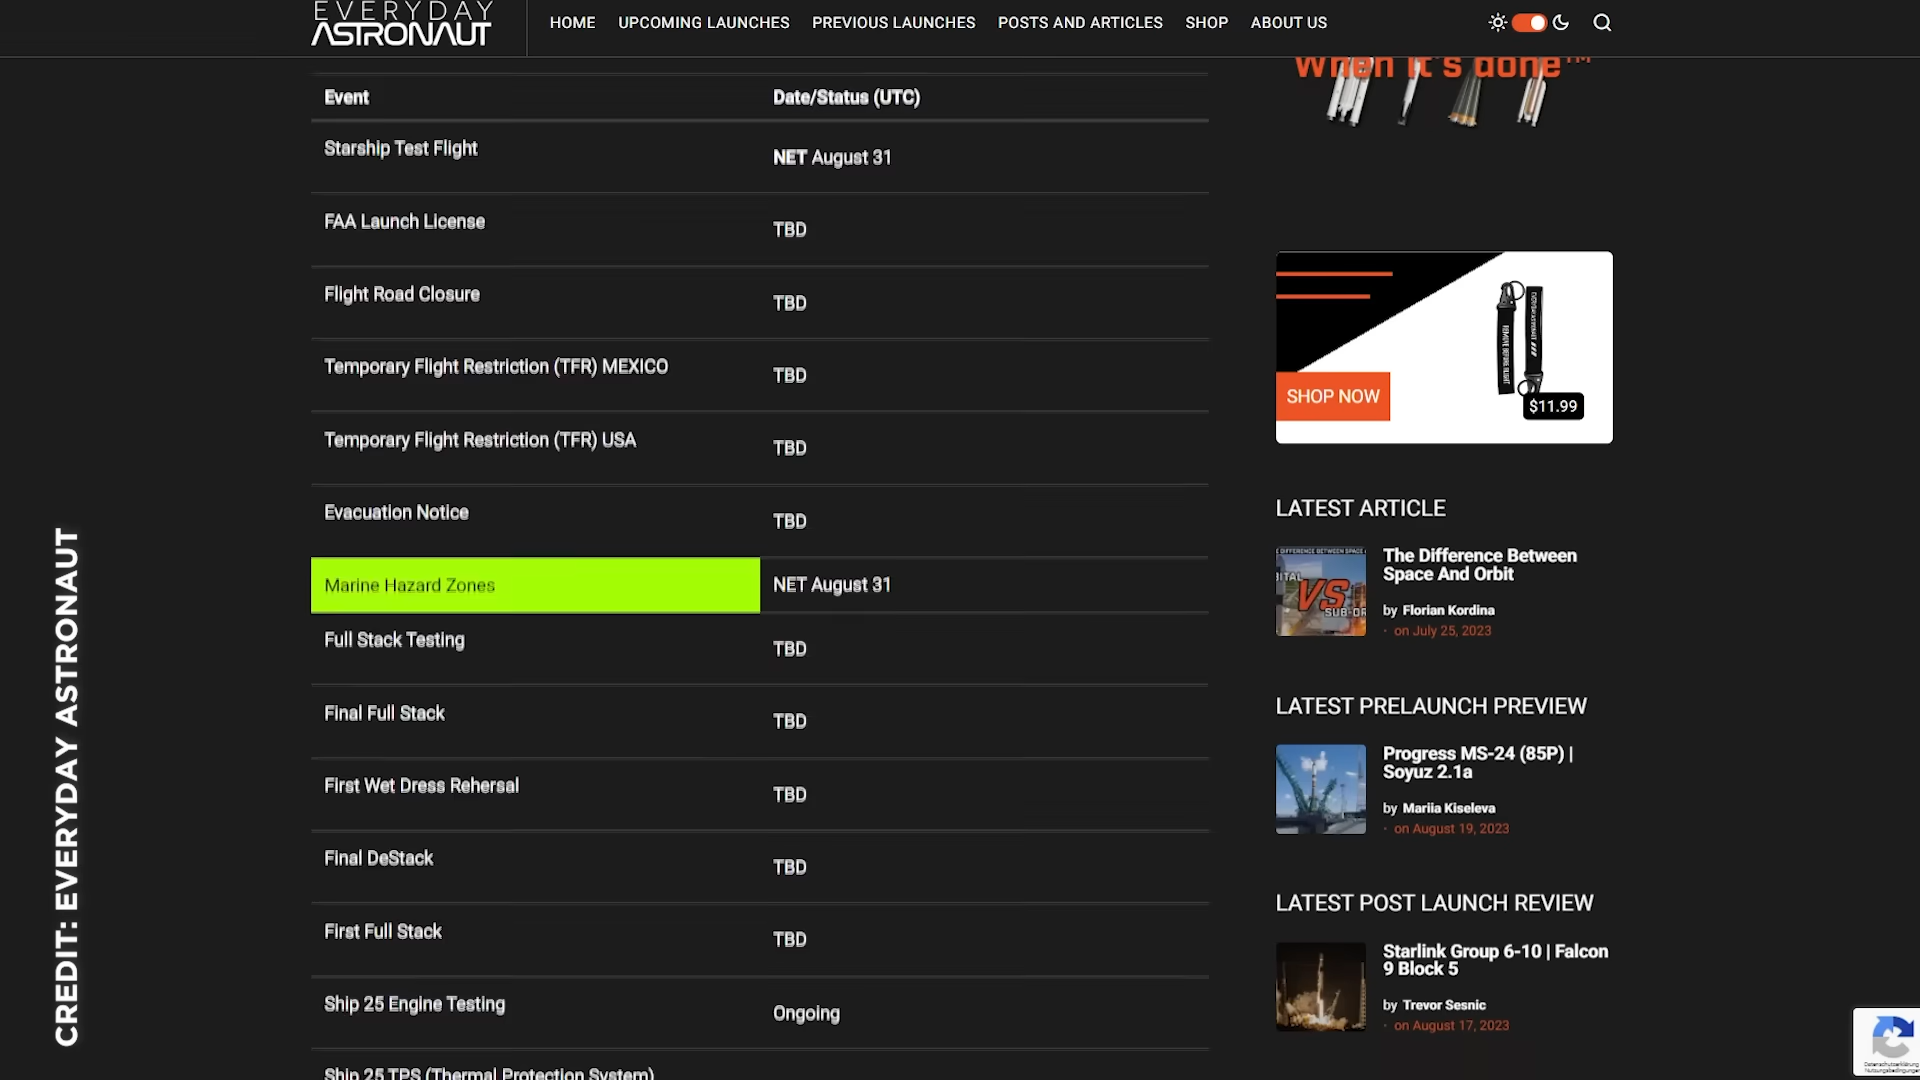 EVERYDAY
ASTRONAUT
HOME
UPCOMING LAUNCHES
PREVIOUS LAUNCHES
POSTS AND ARTICLES
SHOP
ABOUT US
Event
Date/Status (UTC)
Starship Test Flight
NET August 31
FAA Launch License
TBD
Flight Road Closure
TBD
Temporary Flight Restriction (TFR) MEXICO
TBD
Temporary Flight Restriction (TFR) USA
TBD
Evacuation Notice
TBD
Marine Hazard Zones
NET August 31
Full Stack Testing
TBD
Final Full Stack
TBD
First Wet Dress Rehersal
TBD
Final DeStack
TBD
First Full Stack
TBD
Ship 25 Engine Testing
Ongoing
Ship 25 TPS (Thermal Protection System)
When it's done™
REMOVE BEFORE FLIGHT
SHOP NOW
$11.99
LATEST ARTICLE
VS
The Difference Between
Space And Orbit
by Florian Kordina
· on July 25, 2023
LATEST PRELAUNCH PREVIEW
Progress MS-24 (85P) |
Soyuz 2.1a
by Mariia Kiseleva
· on August 19, 2023
LATEST POST LAUNCH REVIEW
Starlink Group 6-10 | Falcon
9 Block 5
by Trevor Sesnic
· on August 17, 2023
CREDIT: EVERYDAY ASTRONAUT